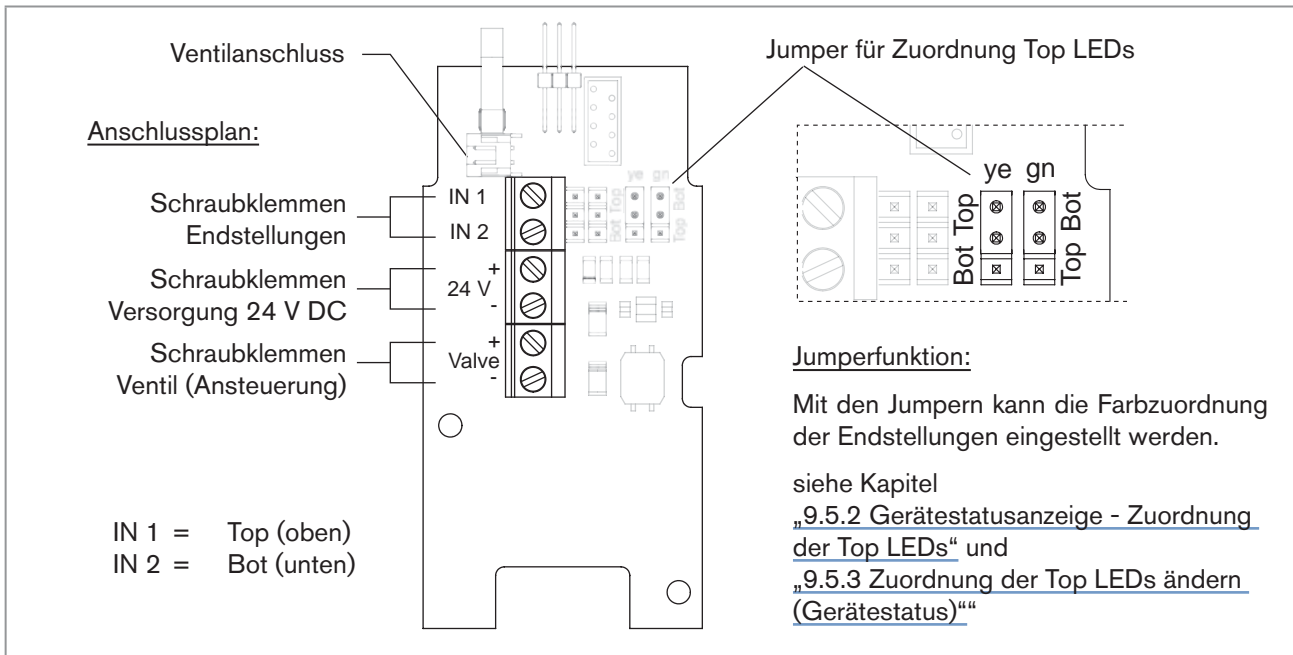 Ventilanschluss
Jumper für Zuordnung Top LEDs
Anschlussplan:
Schraubklemmen
Endstellungen
IN 1
IN 2
Schraubklemmen
Versorgung 24 V DC
+
24 V
-
Schraubklemmen
Ventil (Ansteuerung)
+
Valve
-
ye gn
Bot Top
Top Bot
ye gn
Bot Top
Top Bot
IN 1 = Top (oben)
IN 2 = Bot (unten)
Jumperfunktion:
Mit den Jumpern kann die Farbzuordnung
der Endstellungen eingestellt werden.
siehe Kapitel
„9.5.2 Gerätestatusanzeige - Zuordnung
der Top LEDs“ und
„9.5.3 Zuordnung der Top LEDs ändern
(Gerätestatus)““